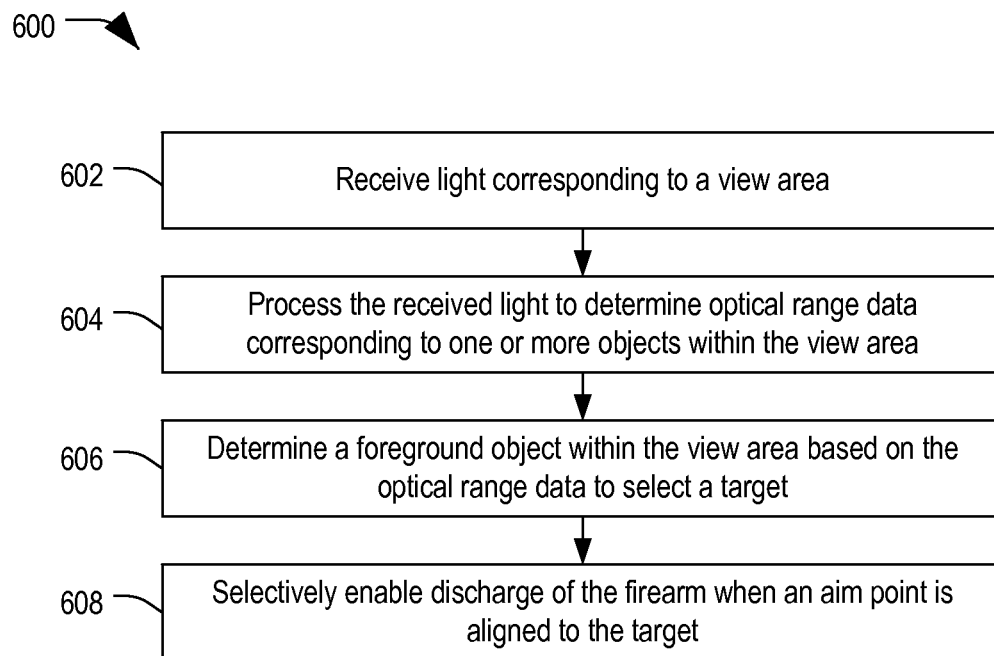 600
602
Receive light corresponding to a view area
604
Process the received light to determine optical range data
corresponding to one or more objects within the view area
606
Determine a foreground object within the view area based on the
optical range data to select a target
608
Selectively enable discharge of the firearm when an aim point is
aligned to the target